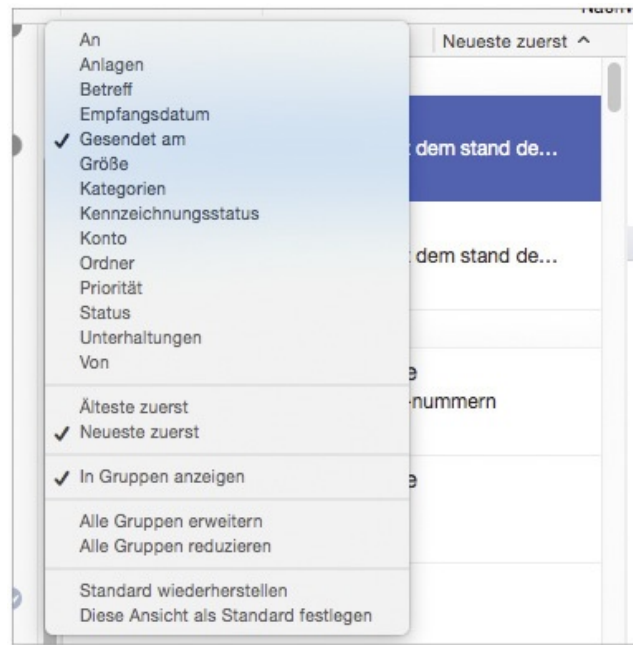 An
Neueste zuerst
Anlagen
Betreff
Empfangsdatum
Gesendet am
dem stand de...
Größe
Kategorien
Kennzeichnungsstatus
Konto
dem stand de...
Ordner
Priorität
Status
Unterhaltungen
Von
Älteste zuerst
-nummern
Neueste zuerst
In Gruppen anzeigen
Alle Gruppen erweitern
Alle Gruppen reduzieren
Standard wiederherstellen
Diese Ansicht als Standard festlegen